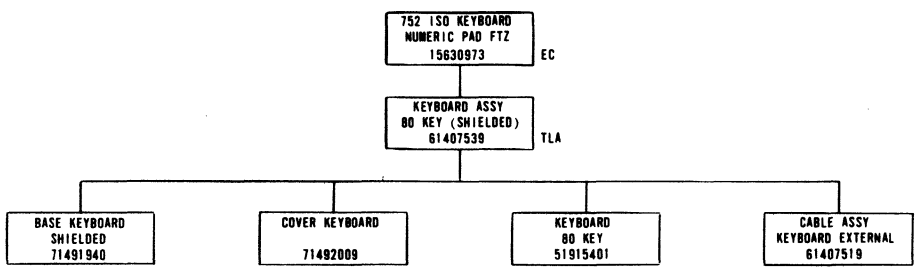 752 ISO KEYBOARD
NUMERIC PAD FTZ
15630973
EC
KEYBOARD ASSY
80 KEY (SHIELDED)
61407539
TLA
BASE KEYBOARD
SHIELDED
71491940
COVER KEYBOARD
71492009
KEYBOARD
80 KEY
51915401
CABLE ASSY
KEYBOARD EXTERNAL
61407519